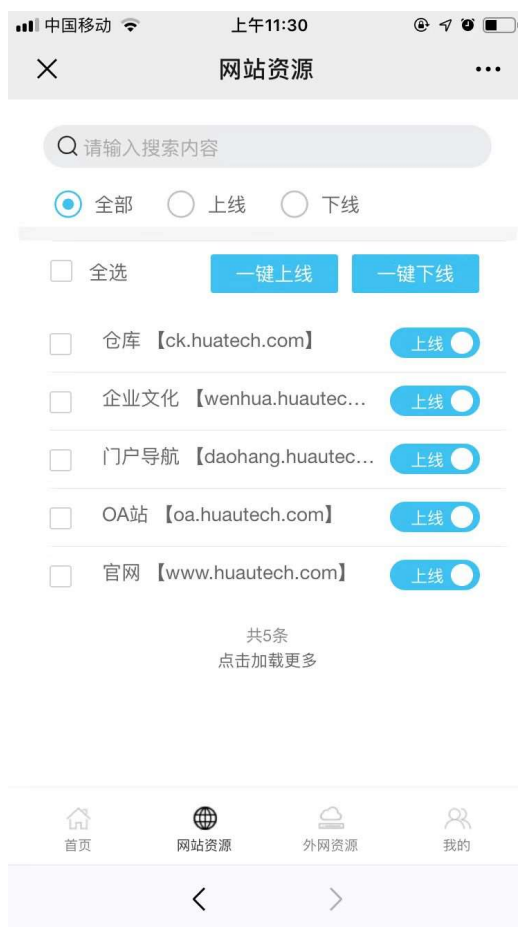 中国移动 上午11:30
网站资源
请输入搜索内容
全部 上线 下线
全选 一键上线 一键下线
仓库 【ck.huatech.com】 上线
企业文化 【wenhua.huautec... 上线
门户导航 【daohang.huautec... 上线
OA站 【oa.huautech.com】 上线
官网 【www.huautech.com】 上线
共5条
点击加载更多
首页 网站资源 外网资源 我的